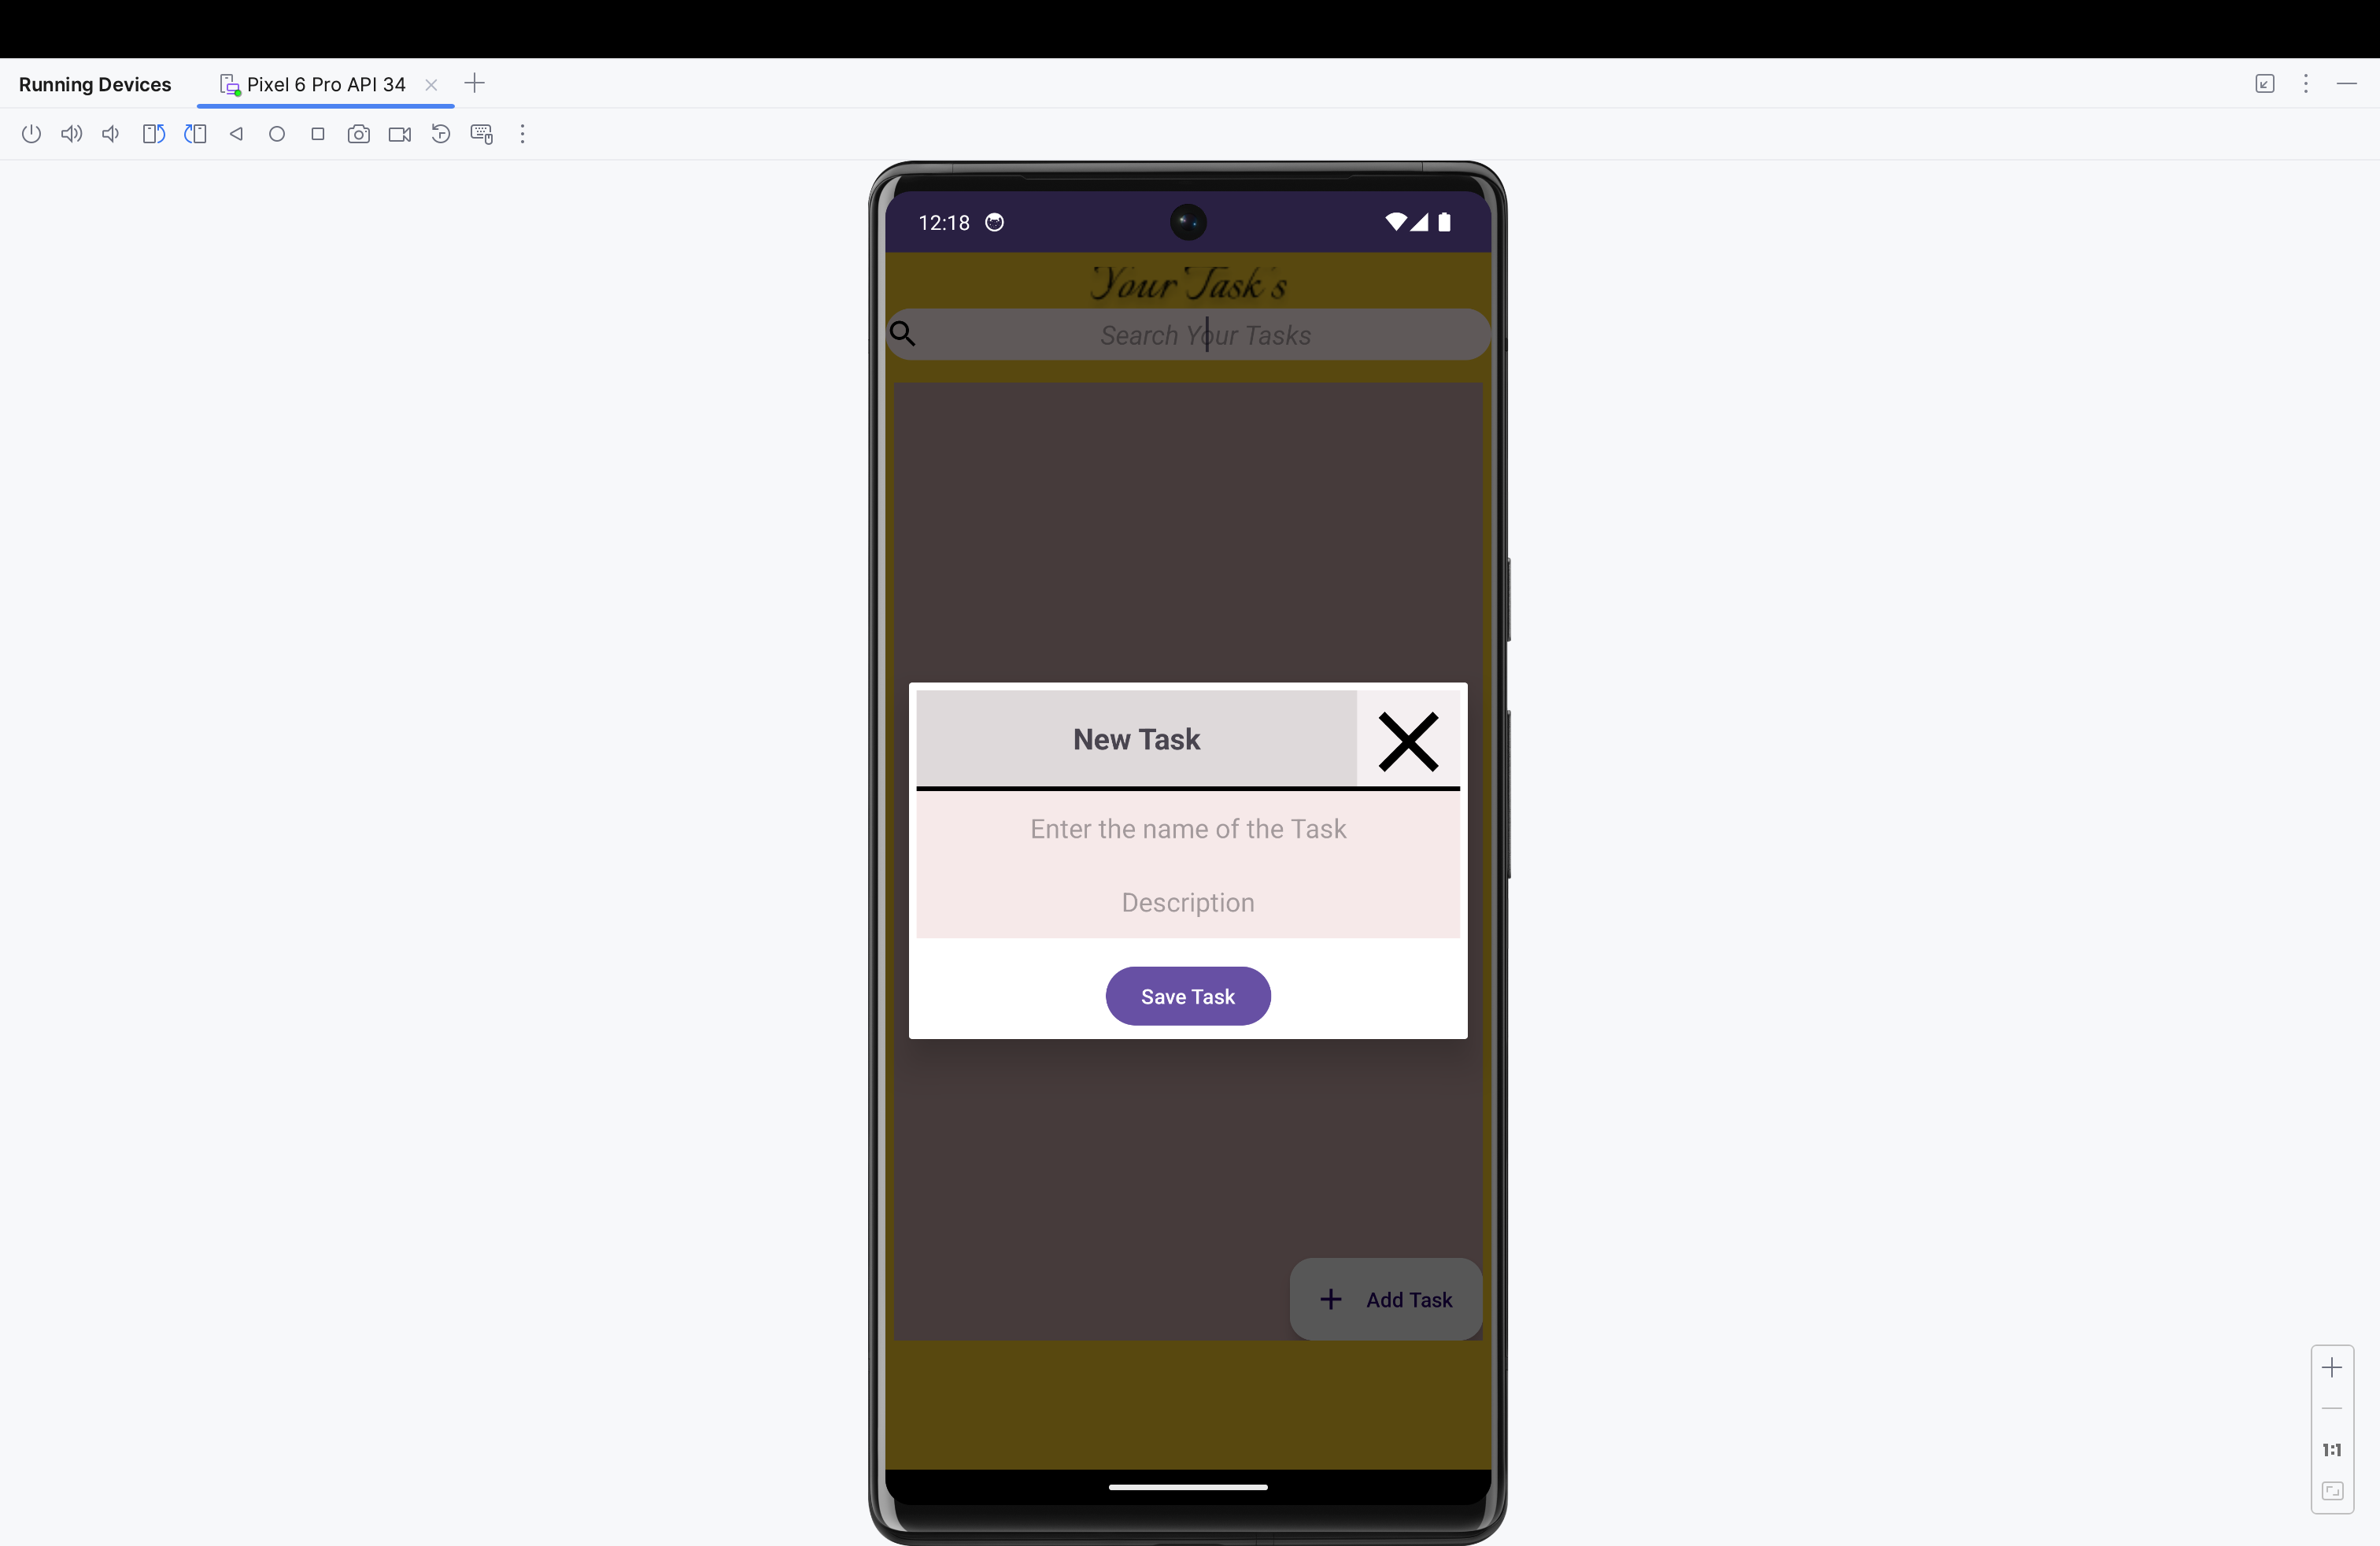 Running Devices
Pixel 6 Pro API 34
12:18
Your Task's
Search Your Tasks
New Task
Enter the name of the Task
Description
Save Task
Add Task
1:1